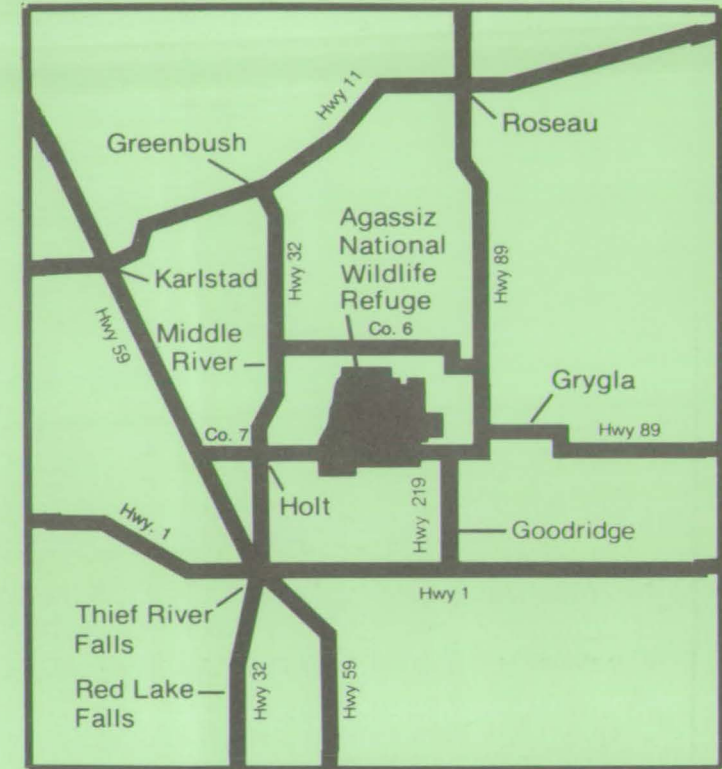 Hwy 11
Roseau
Greenbush
Agassiz
National
Wildlife
Refuge
Hwy 32
Hwy 89
Karlstad
Hwy 59
Middle
River
Co. 6
Grygla
Hwy 89
Co. 7
Holt
Hwy 219
Goodridge
Hwy. 1
Hwy 1
Thief River
Falls
Red Lake
Falls
Hwy 32
Hwy 59